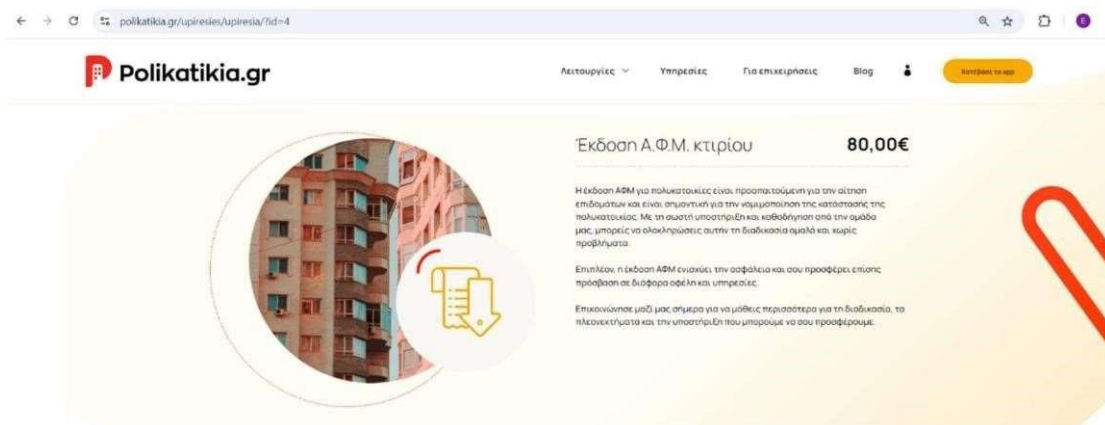 polikatikia.gr/upiresies/upiresia/?id=4
E
Polikatikia.gr
Λειτουργίες
Υπηρεσίες
Για επιχειρήσεις
Blog
Κατέβασε το app
Έκδοση Α.Φ.Μ. κτιρίου
80,00€
Η έκδοση ΑΦΜ για πολυκατοικίες είναι προαπαιτούμενη για την αίτηση
επιδομάτων και είναι σημαντική για την νομιμοποίηση της κατάστασής της
πολυκατοικίας. Με τη σωστή υποστήριξη και καθοδήγηση από την ομάδα
μας, μπορείς να ολοκληρώσεις αυτήν τη διαδικασία ομαλά και χωρίς
προβλήματα.
Επιπλέον, η έκδοση ΑΦΜ ενισχύει την ασφάλεια και σου προσφέρει επίσης
πρόσβαση σε διάφορα οφέλη και υπηρεσίες.
Επικοινώνησε μαζί μας σήμερα για να μάθεις περισσότερα για τη διαδικασία, τα
πλεονεκτήματα και την υποστήριξη που μπορούμε να σου προσφέρουμε.